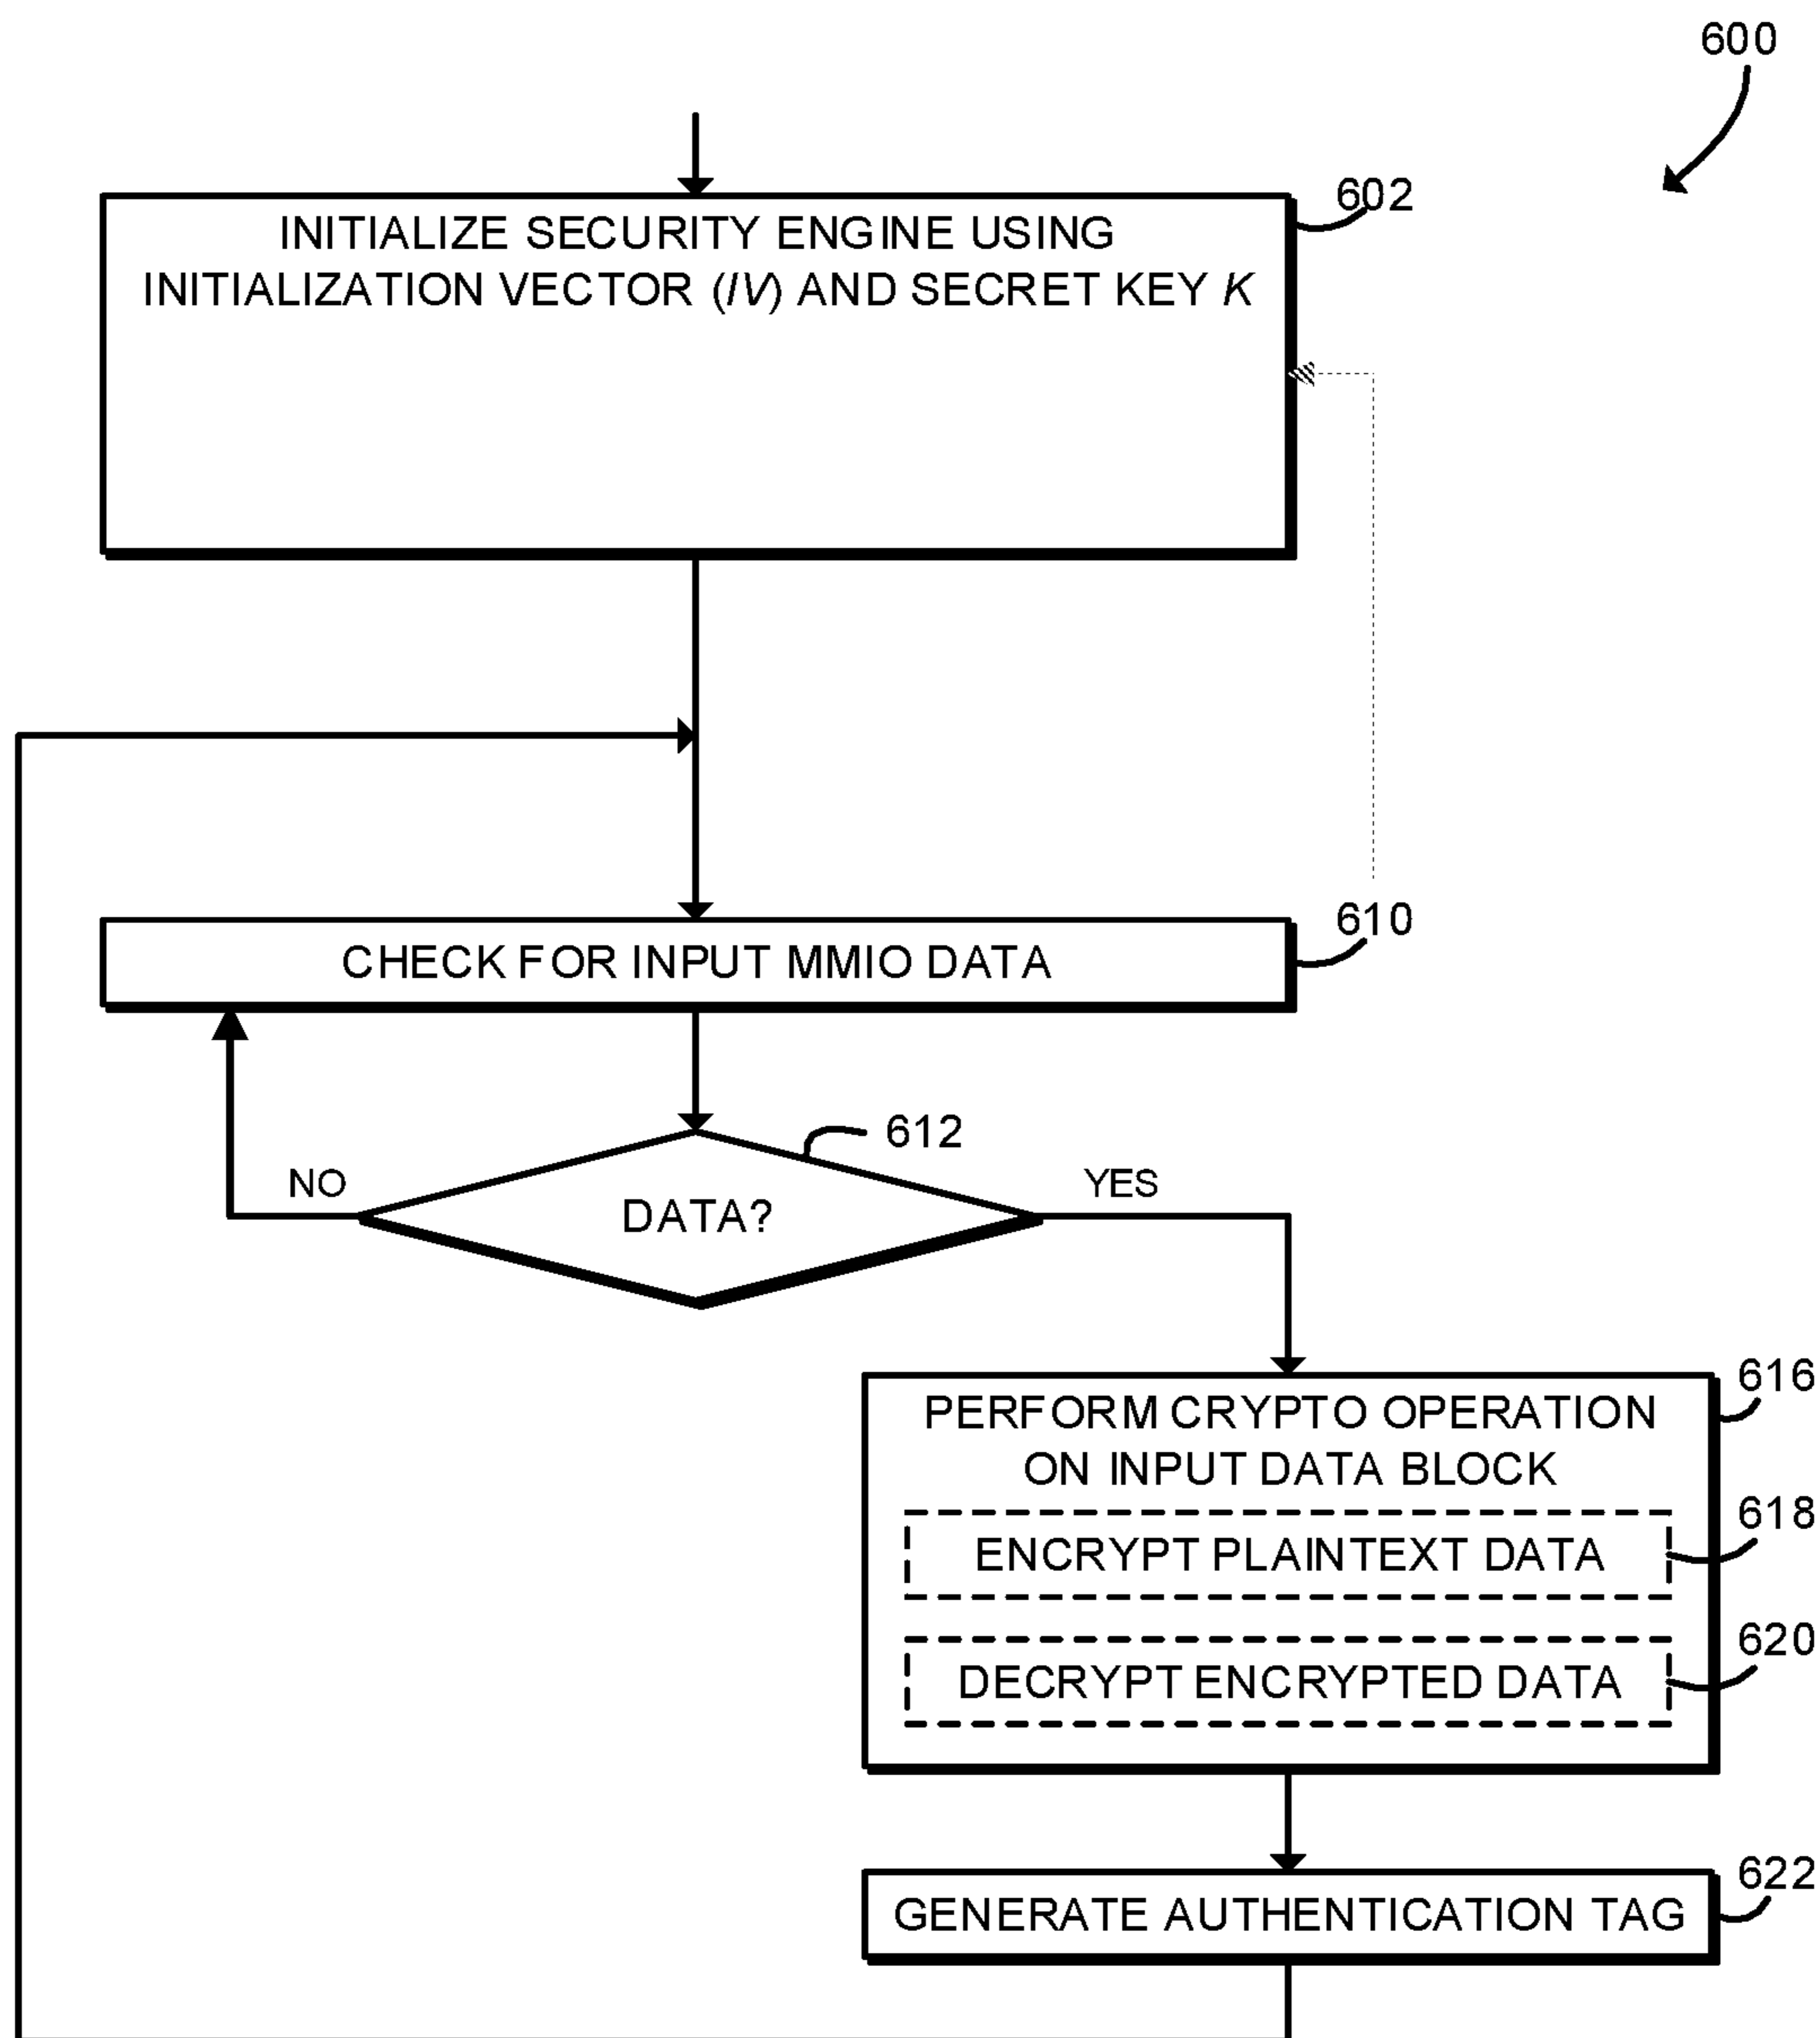 600
602
INITIALIZE SECURITY ENGINE USING
INITIALIZATION VECTOR (IV) AND SECRET KEY K
610
CHECK FOR INPUT MMIO DATA
612
NO
YES
DATA?
616
PERFORM CRYPTO OPERATION
ON INPUT DATA BLOCK
618
ENCRYPT PLAINTEXT DATA
620
DECRYPT ENCRYPTED DATA
622
GENERATE AUTHENTICATION TAG